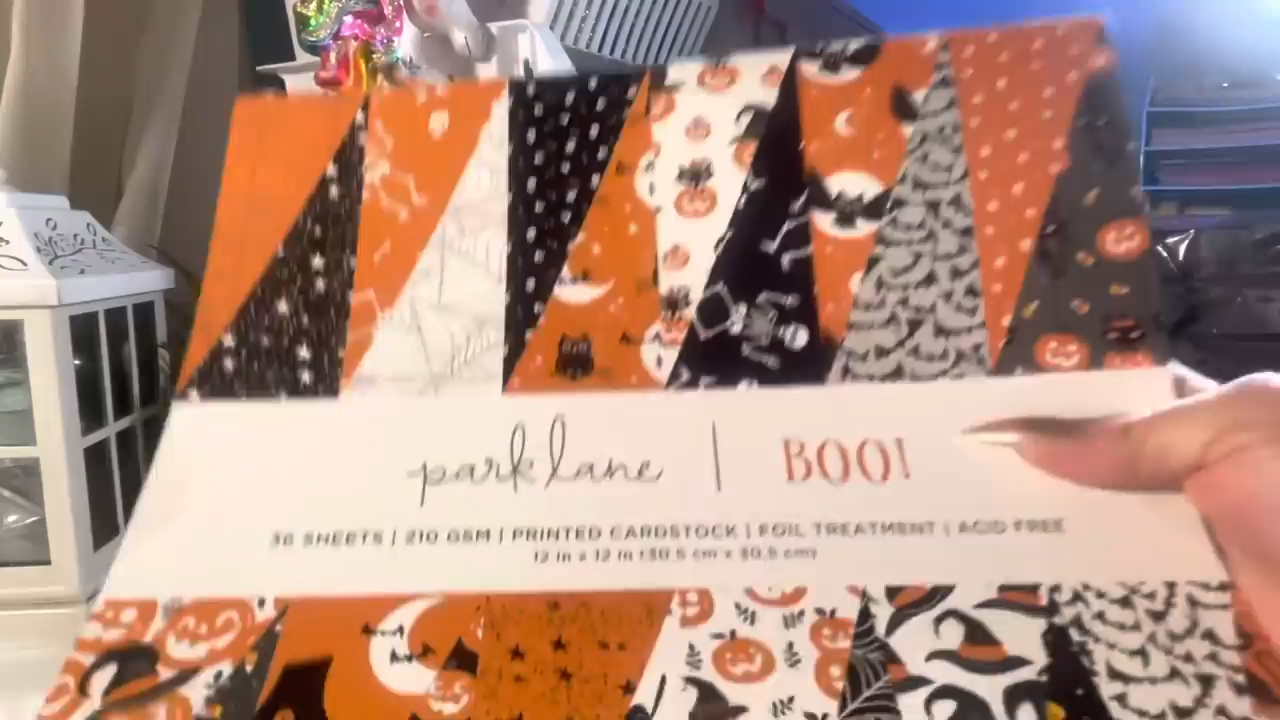 park lane | BOO!
36 SHEETS | 210 GSM | PRINTED CARDSTOCK | FOIL TREATMENT | ACID FREE
12 in x 12 in (30.5 cm x 30.5 cm)